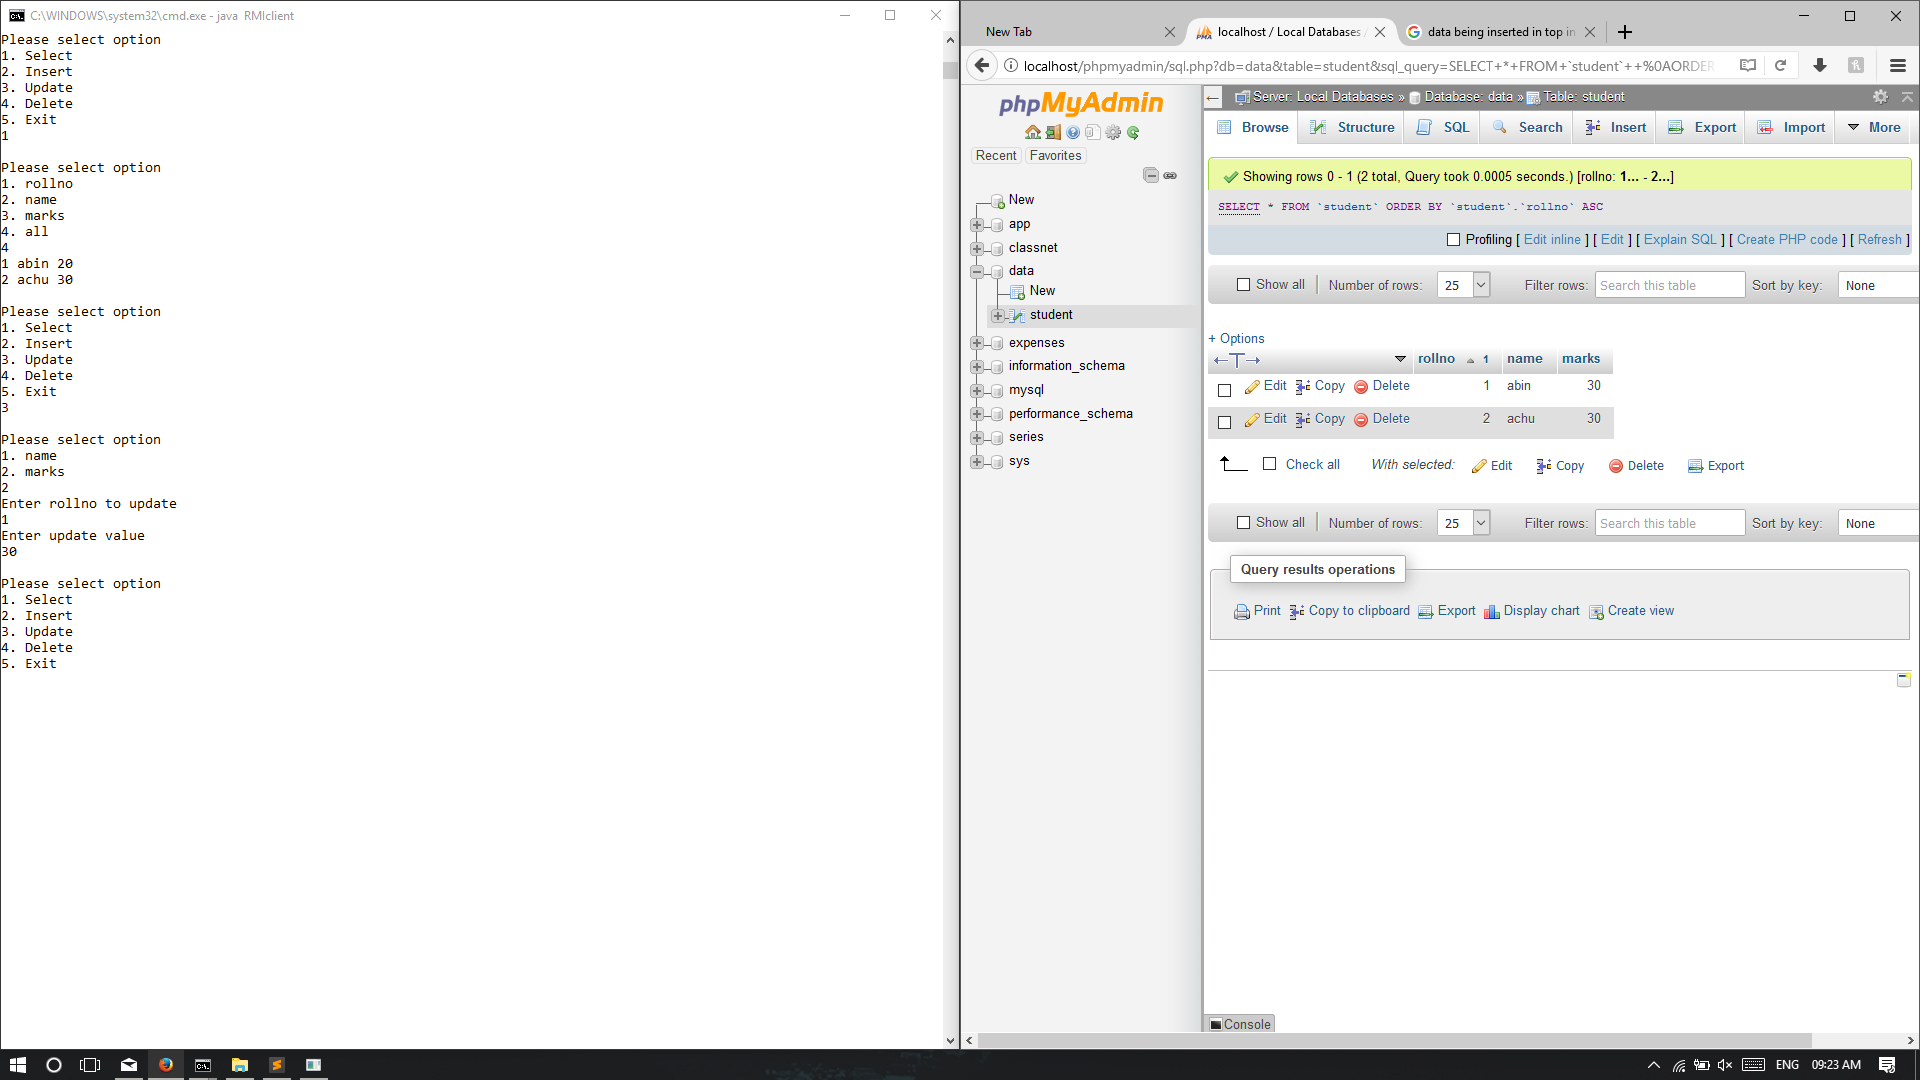 C:\WINDOWS\system32\cmd.exe - java  RMIclient
Please select option
1. Select
2. Insert
3. Update
4. Delete
5. Exit
1
Please select option
1. rollno
2. name
3. marks
4. all
4
1 abin 20
2 achu 30
Please select option
1. Select
2. Insert
3. Update
4. Delete
5. Exit
3
Please select option
1. name
2. marks
2
Enter rollno to update
1
Enter update value
30
Please select option
1. Select
2. Insert
3. Update
4. Delete
5. Exit
New Tab
localhost / Local Databases /
data being inserted in top in
localhost/phpmyadmin/sql.php?db=data&table=student&sql_query=SELECT+*+FROM+`student`++%0AORDER
phpMyAdmin
Recent Favorites
New
app
classnet
data
New
student
expenses
information_schema
mysql
performance_schema
series
sys
Server: Local Databases » Database: data » Table: student
Browse Structure SQL Search Insert Export Import More
Showing rows 0 - 1 (2 total, Query took 0.0005 seconds.) [rollno: 1... - 2...]
SELECT * FROM `student` ORDER BY `student`.`rollno` ASC
Profiling [ Edit inline ] [ Edit ] [ Explain SQL ] [ Create PHP code ] [ Refresh ]
Show all Number of rows: 25 Filter rows: Search this table Sort by key: None
+ Options
←T→ rollno 1 name marks
Edit Copy Delete 1 abin 30
Edit Copy Delete 2 achu 30
Check all With selected: Edit Copy Delete Export
Show all Number of rows: 25 Filter rows: Search this table Sort by key: None
Query results operations
Print Copy to clipboard Export Display chart Create view
Console
ENG 09:23 AM